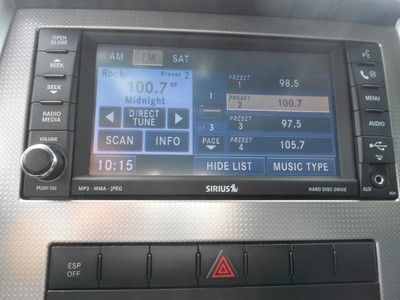 OPEN CLOSE
SEEK
SEEK
RADIO MEDIA
VOLUME
PUSH ON
AM FM SAT
Rock Preset 2
100.7 ST
Midnight
DIRECT TUNE
SCAN INFO
10:15
1 of 3
PAGE
PRESET 1 98.5
PRESET 2 100.7
PRESET 3 97.5
PRESET 4 105.7
HIDE LIST MUSIC TYPE
MENU
AUDIO
AUX
MP3 - WMA - JPEG
SIRIUS
HARD DISC DRIVE
ESP OFF